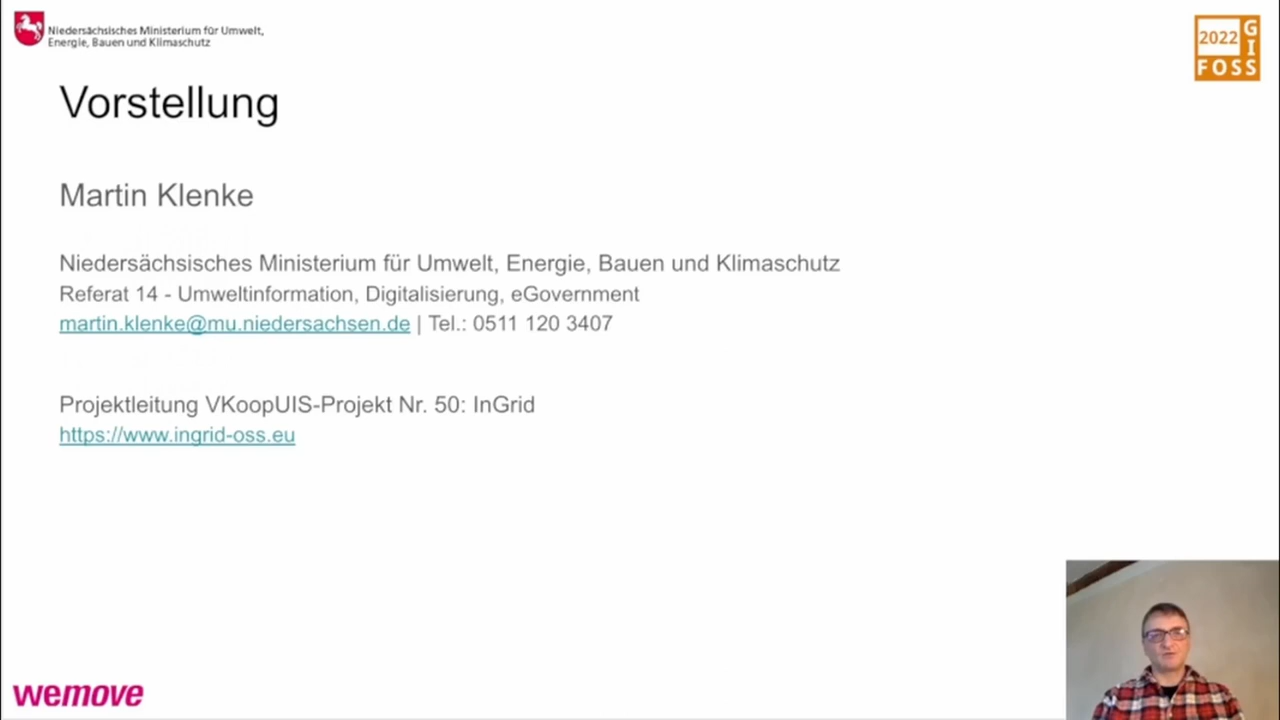 Niedersächsisches Ministerium für Umwelt,
Energie, Bauen und Klimaschutz
2022 GI
FOSS
Vorstellung
Martin Klenke
Niedersächsisches Ministerium für Umwelt, Energie, Bauen und Klimaschutz
Referat 14 - Umweltinformation, Digitalisierung, eGovernment
martin.klenke@mu.niedersachsen.de | Tel.: 0511 120 3407
Projektleitung VKoopUIS-Projekt Nr. 50: InGrid
https://www.ingrid-oss.eu
wemove